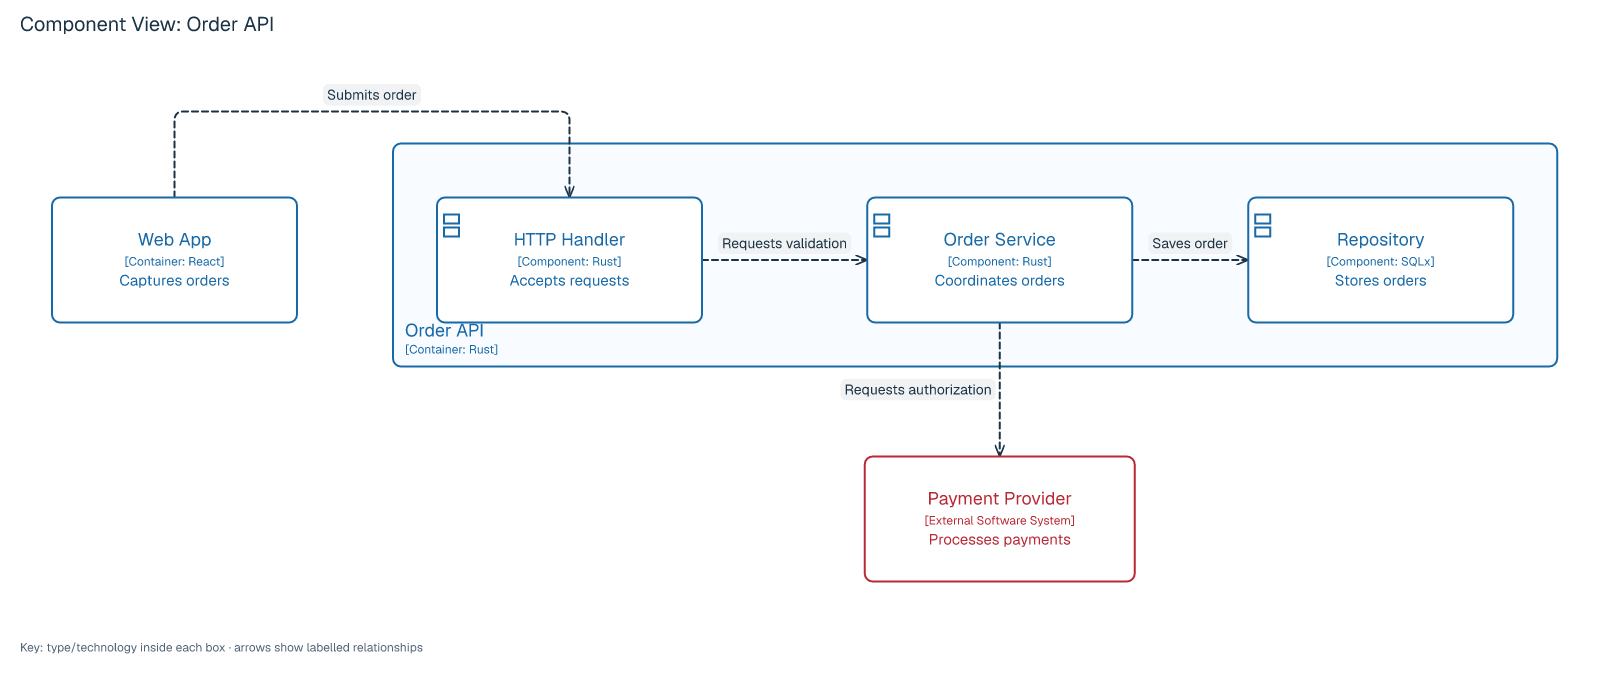 Component View: Order API
Submits order
Web App
[Container: React]
Captures orders
HTTP Handler
[Component: Rust]
Accepts requests
Requests validation
Order Service
[Component: Rust]
Coordinates orders
Saves order
Repository
[Component: SQLx]
Stores orders
Order API
[Container: Rust]
Requests authorization
Payment Provider
[External Software System]
Processes payments
Key: type/technology inside each box · arrows show labelled relationships